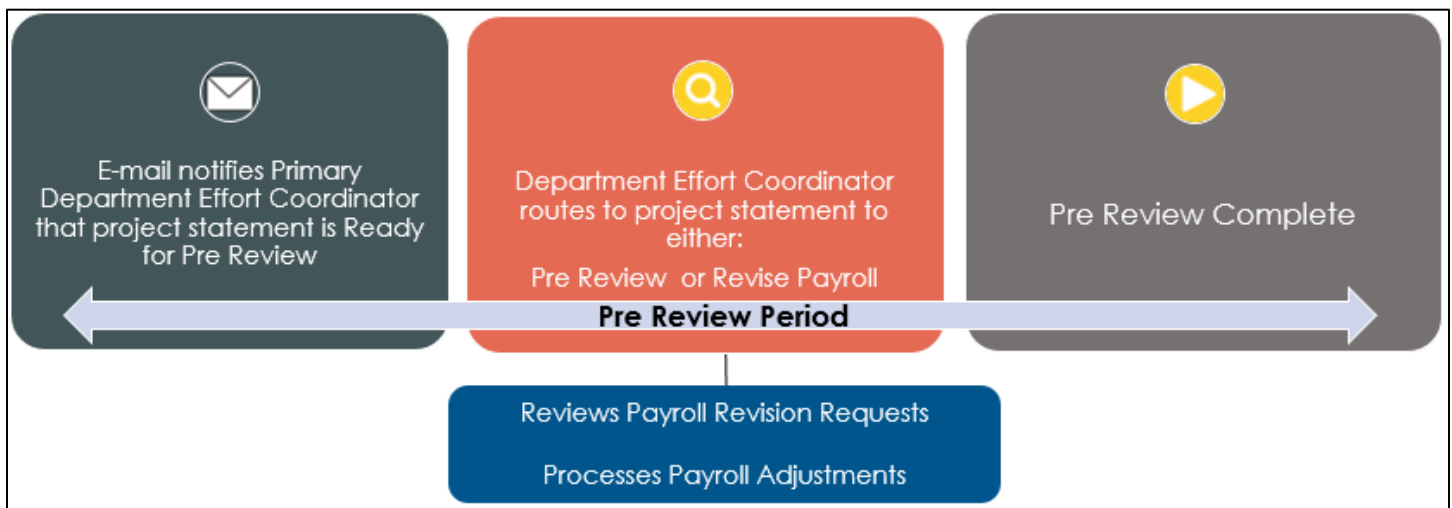 E-mail notifies Primary
Department Effort Coordinator
that project statement is Ready
for Pre Review
Department Effort Coordinator
routes to project statement to
either:
Pre Review or Revise Payroll
Pre Review Complete
Pre Review Period
Reviews Payroll Revision Requests
Processes Payroll Adjustments